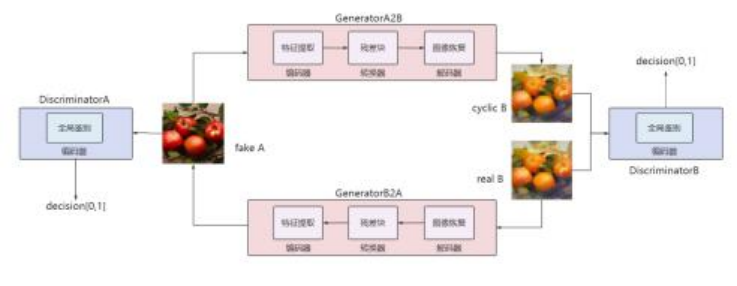 GeneratorA2B
特征提取
残差块
图像恢复
编码器
转换器
解码器
decision[0,1]
DiscriminatorA
全局鉴别
编码器
cyclic B
fake A
全局鉴别
编码器
DiscriminatorB
real B
decision[0,1]
GeneratorB2A
特征提取
残差块
图像恢复
编码器
转换器
解码器